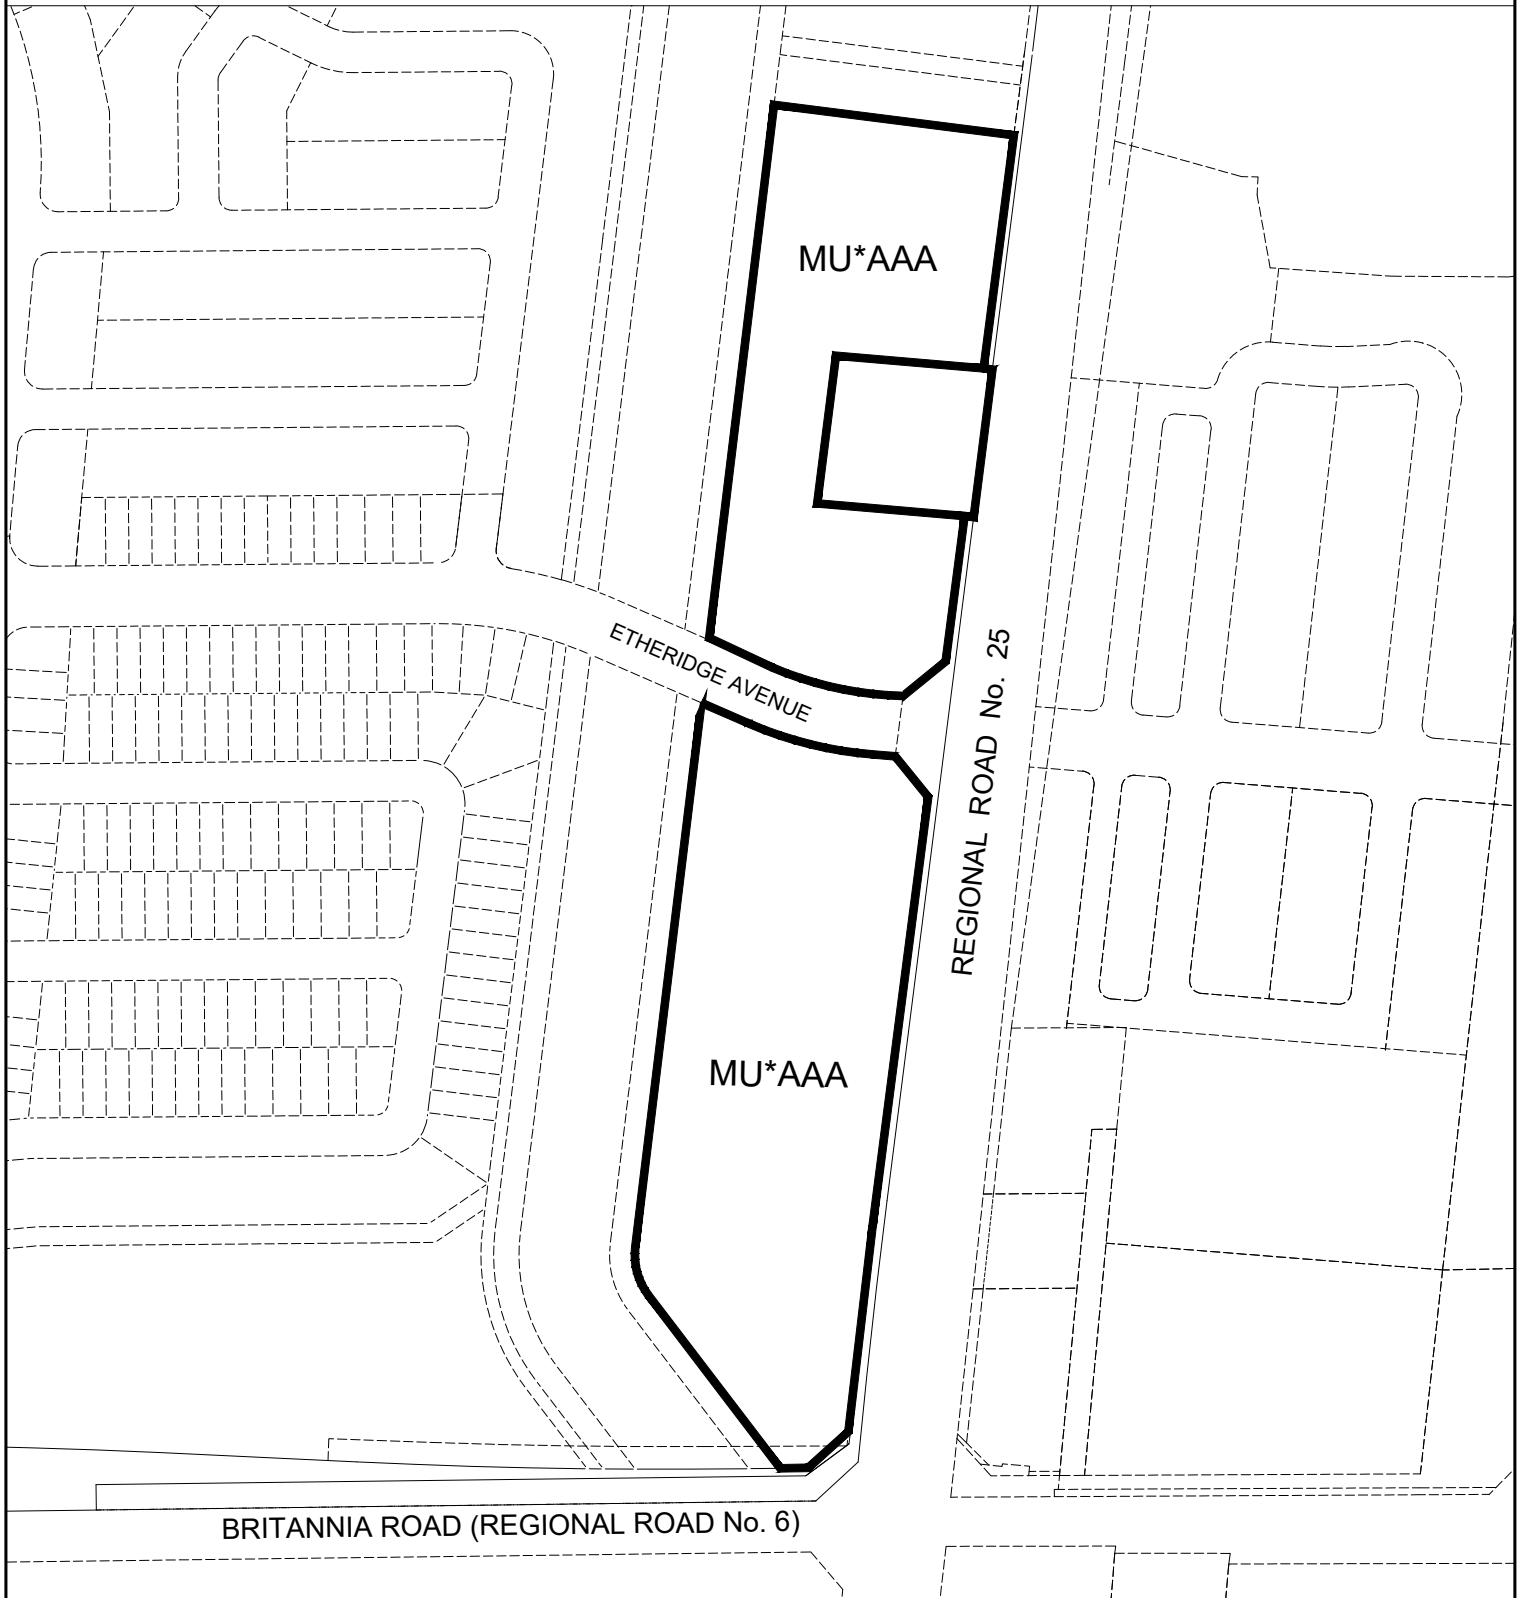 MU*AAA
ETHERIDGE AVENUE
REGIONAL ROAD No. 25
MU*AAA
BRITANNIA ROAD (REGIONAL ROAD No. 6)